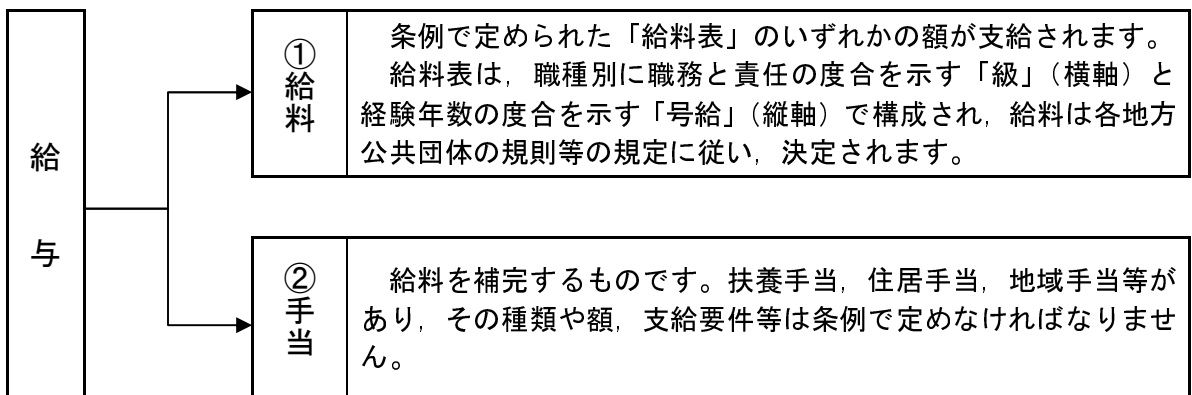 給与
①給料
条例で定められた「給料表」のいずれかの額が支給されます。
給料表は，職種別に職務と責任の度合を示す「級」（横軸）と
経験年数の度合を示す「号給」（縦軸）で構成され，給料は各地方
公共団体の規則等の規定に従い，決定されます。
②手当
給料を補完するものです。扶養手当，住居手当，地域手当等が
あり，その種類や額，支給要件等は条例で定めなければなりませ
ん。